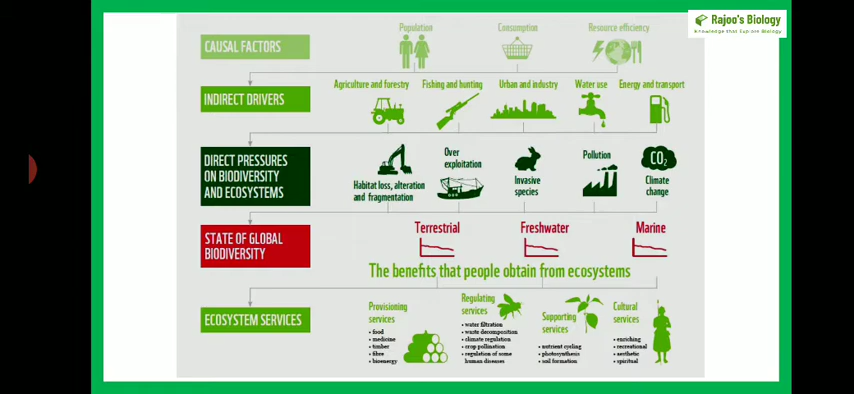 Rajoo's Biology
Knowledge that Explore Biology
CAUSAL FACTORS
Population
Consumption
Resource efficiency
INDIRECT DRIVERS
Agriculture and forestry
Fishing and hunting
Urban and industry
Water use
Energy and transport
DIRECT PRESSURES
ON BIODIVERSITY
AND ECOSYSTEMS
Habitat loss, alteration
and fragmentation
Over
exploitation
Invasive
species
Pollution
CO2
Climate
change
STATE OF GLOBAL
BIODIVERSITY
Terrestrial
Freshwater
Marine
The benefits that people obtain from ecosystems
ECOSYSTEM SERVICES
Provisioning
services
• food
• medicine
• timber
• fibre
• bioenergy
Regulating
services
• water filtration
• waste decomposition
• climate regulation
• crop pollination
• regulation of some
human diseases
Supporting
services
• nutrient cycling
• photosynthesis
• soil formation
Cultural
services
• enriching
• recreational
• aesthetic
• spiritual